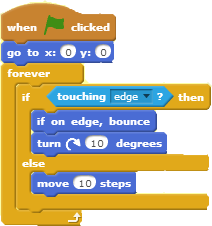 when clicked
go to x: 0 y: 0
forever
if touching edge ? then
if on edge, bounce
turn 10 degrees
else
move 10 steps